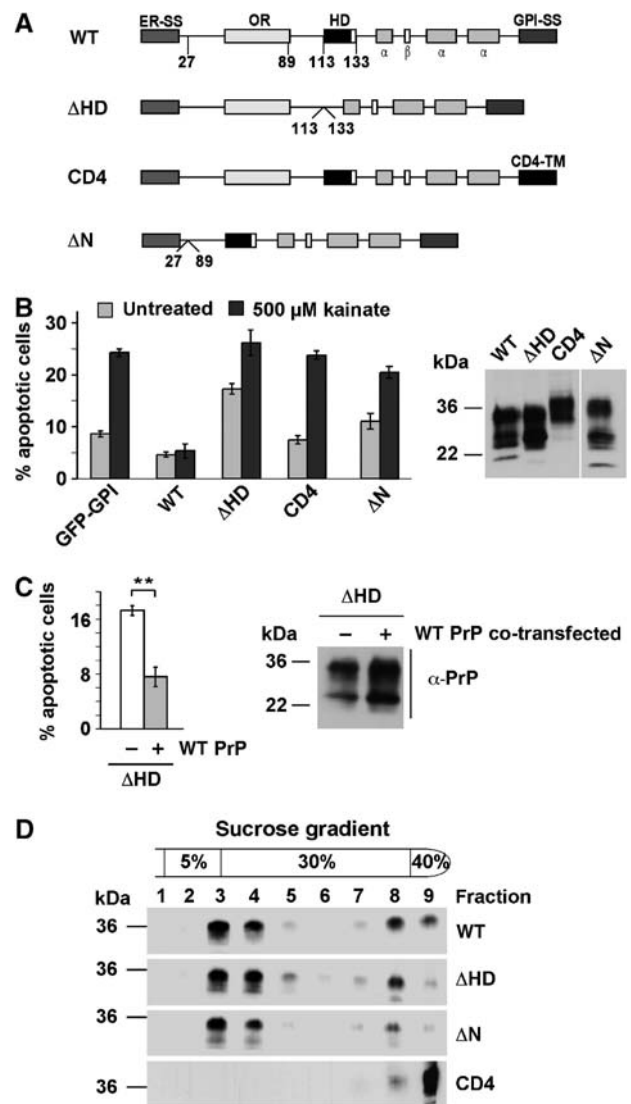 A
ER-SS OR HD GPI-SS
WT
α β α α
27 89 113 133
ΔHD
113 133
CD4-TM
CD4
ΔN
27 89
B
Untreated 500 µM kainate
% apoptotic cells
30
20
10
0
GFP-GPI WT ΔHD CD4 ΔN
WT ΔHD CD4 ΔN
kDa
36
22
C
% apoptotic cells
**
16
12
8
4
0
– + WT PrP
ΔHD
ΔHD
kDa – + WT PrP co-transfected
36
α-PrP
22
D
Sucrose gradient
5% 30% 40%
kDa 1 2 3 4 5 6 7 8 9 Fraction
36 WT
36 ΔHD
36 ΔN
36 CD4